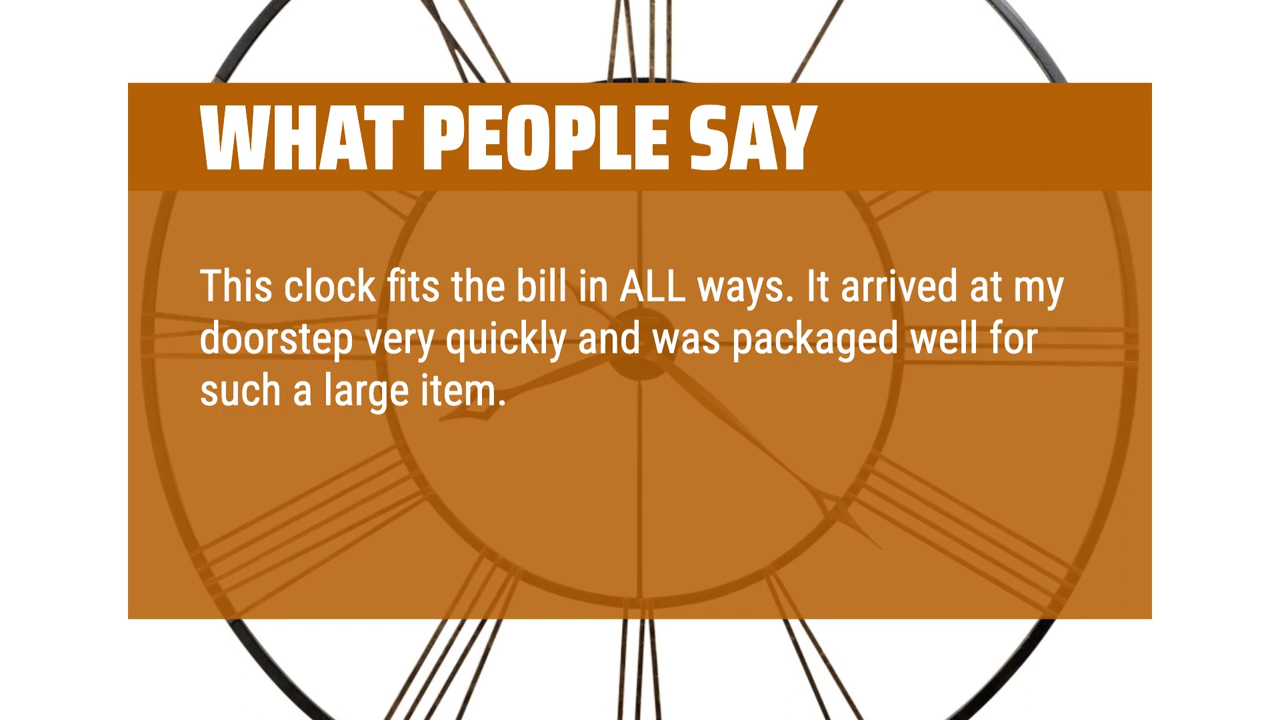 WHAT PEOPLE SAY
This clock fits the bill in ALL ways. It arrived at my
doorstep very quickly and was packaged well for
such a large item.